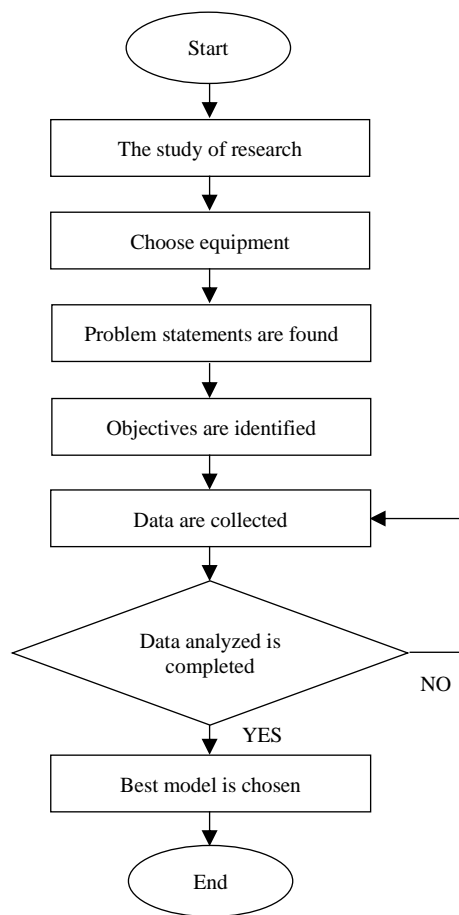 Start
The study of research
Choose equipment
Problem statements are found
Objectives are identified
Data are collected
Data analyzed is
completed
NO
YES
Best model is chosen
End